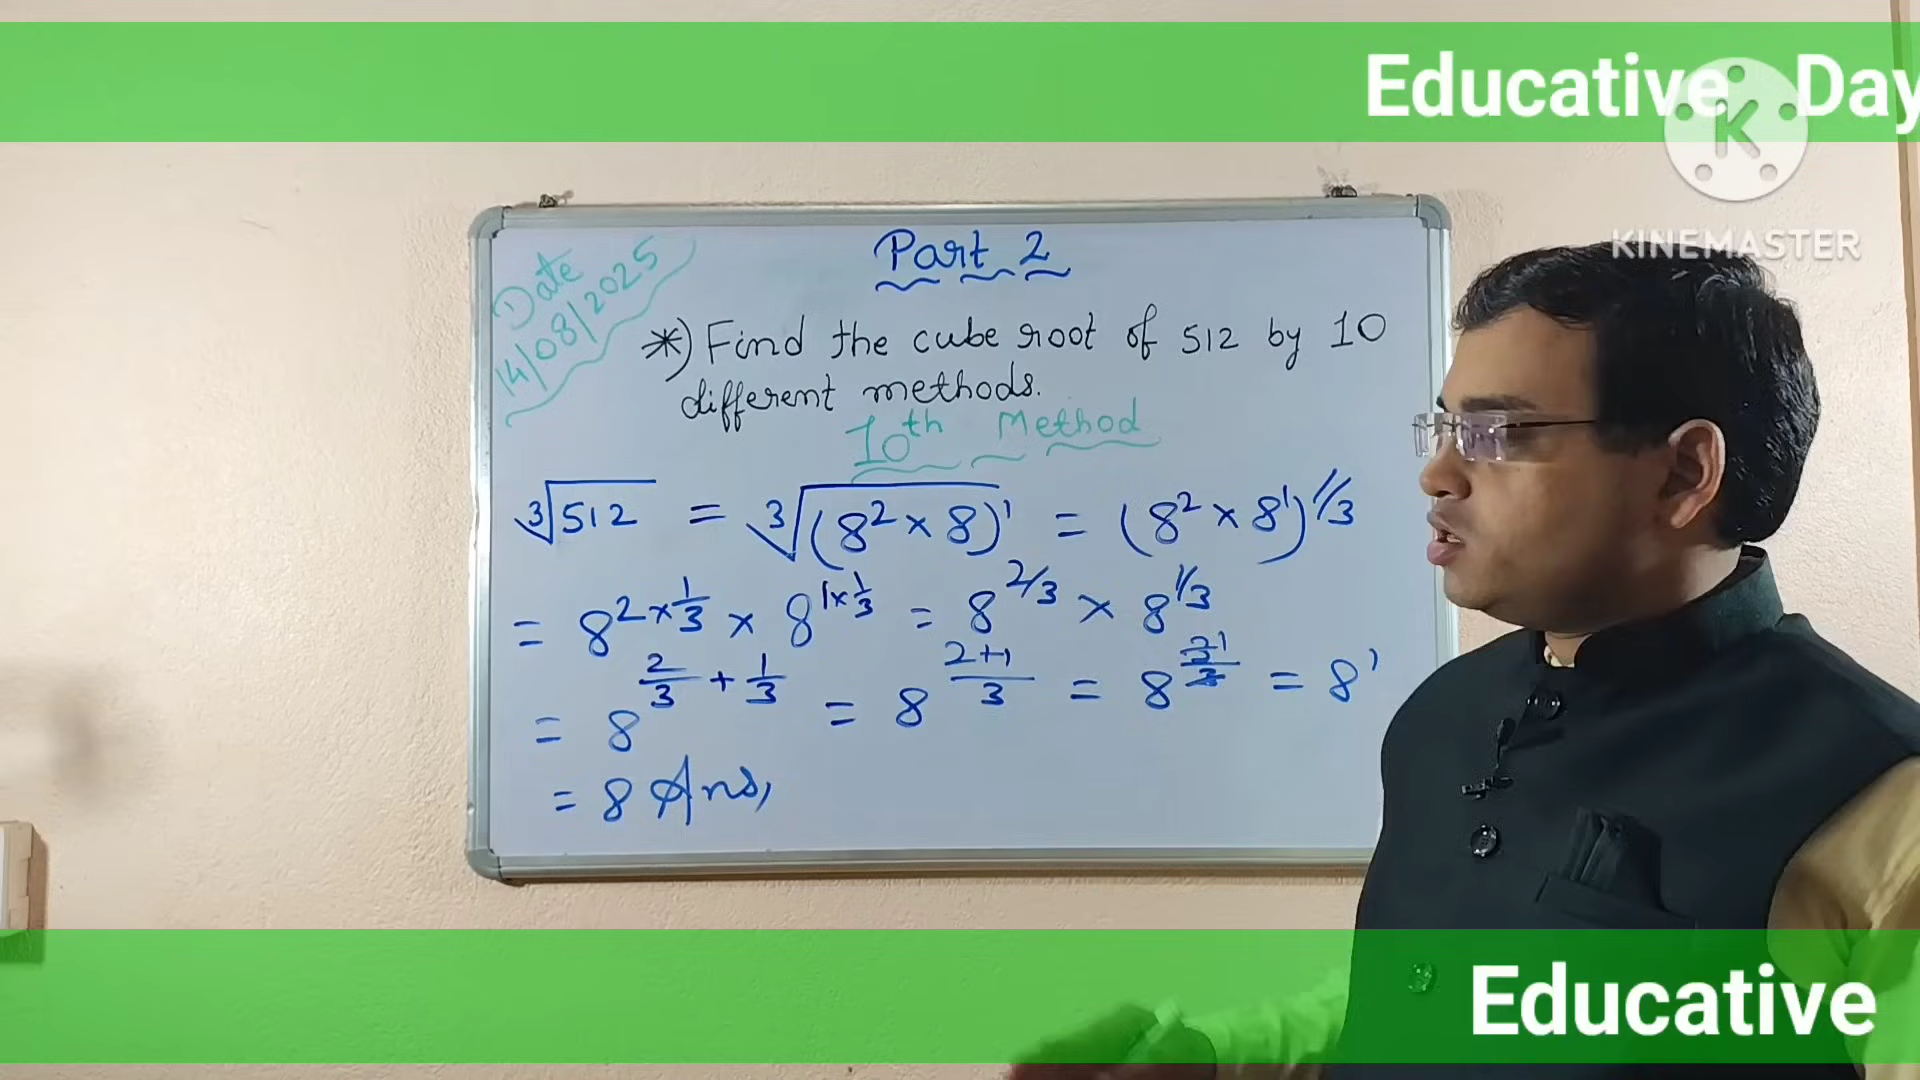 Educative Day
K
KINEMASTER
Part 2
Date
14/08/2025
*) Find the cube root of 512 by 10
different methods.
10th Method
∛512 = ∛(8² × 8)¹ = (8² × 8¹)^1/3
= 8^(2×1/3) × 8^(1×1/3) = 8^2/3 × 8^1/3
= 8^(2/3 + 1/3) = 8^((2+1)/3) = 8 = 8¹
= 8 Ans,
Educative